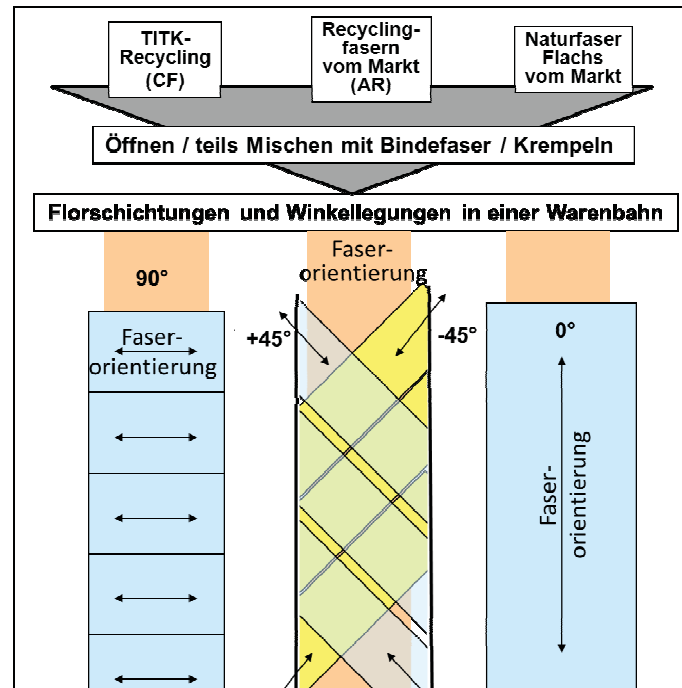 TITK-
Recycling
(CF)
Recycling-
fasern
vom Markt
(AR)
Naturfaser
Flachs
vom Markt
Öffnen / teils Mischen mit Bindefaser / Krempeln
Florschichtungen und Winkellegungen in einer Warenbahn
90°
Faser-
orientierung
Faser-
orientierung
+45°
-45°
0°
Faser-
orientierung